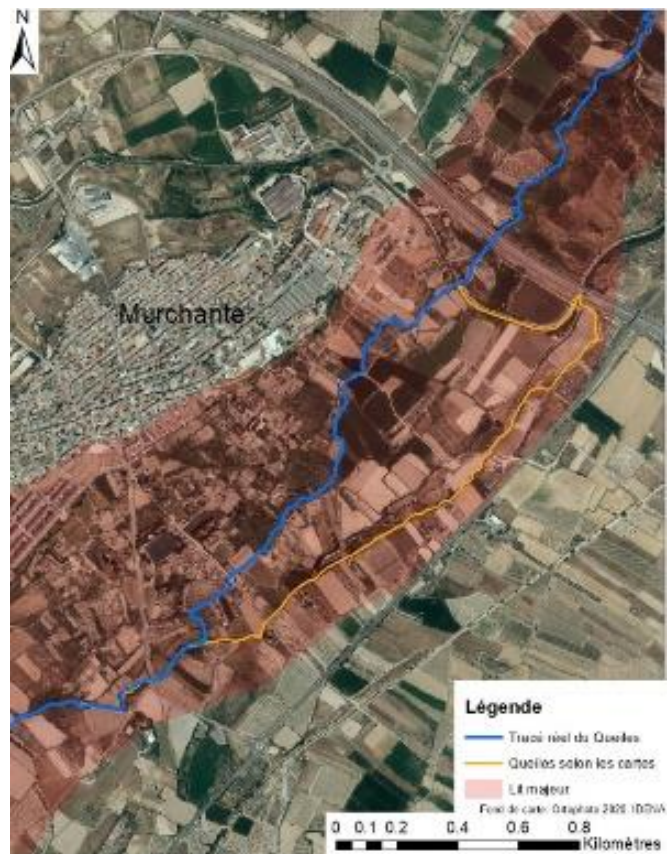 N
Murchante
Légende
Tracé réel du Queiles
Queiles selon les cartes
Lit majeur
Fond de carte: Ortophoto 2020 IDENA
0 0.1 0.2 0.4 0.6 0.8
Kilomètres